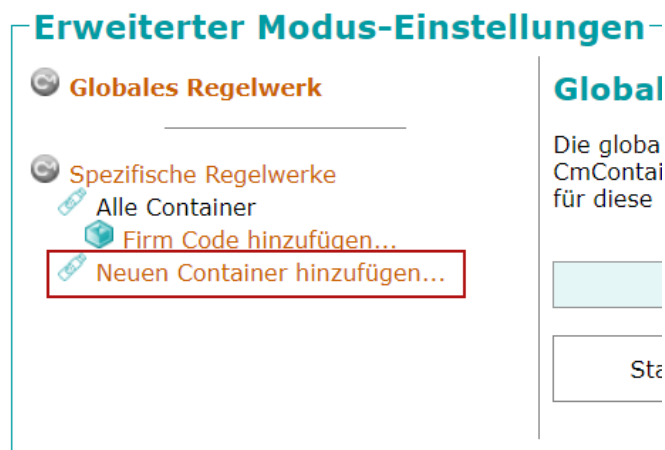 Erweiterter Modus-Einstellungen
Globales Regelwerk
Spezifische Regelwerke
Alle Container
Firm Code hinzufügen...
Neuen Container hinzufügen...
Global
Die globa
CmContai
für diese
Sta